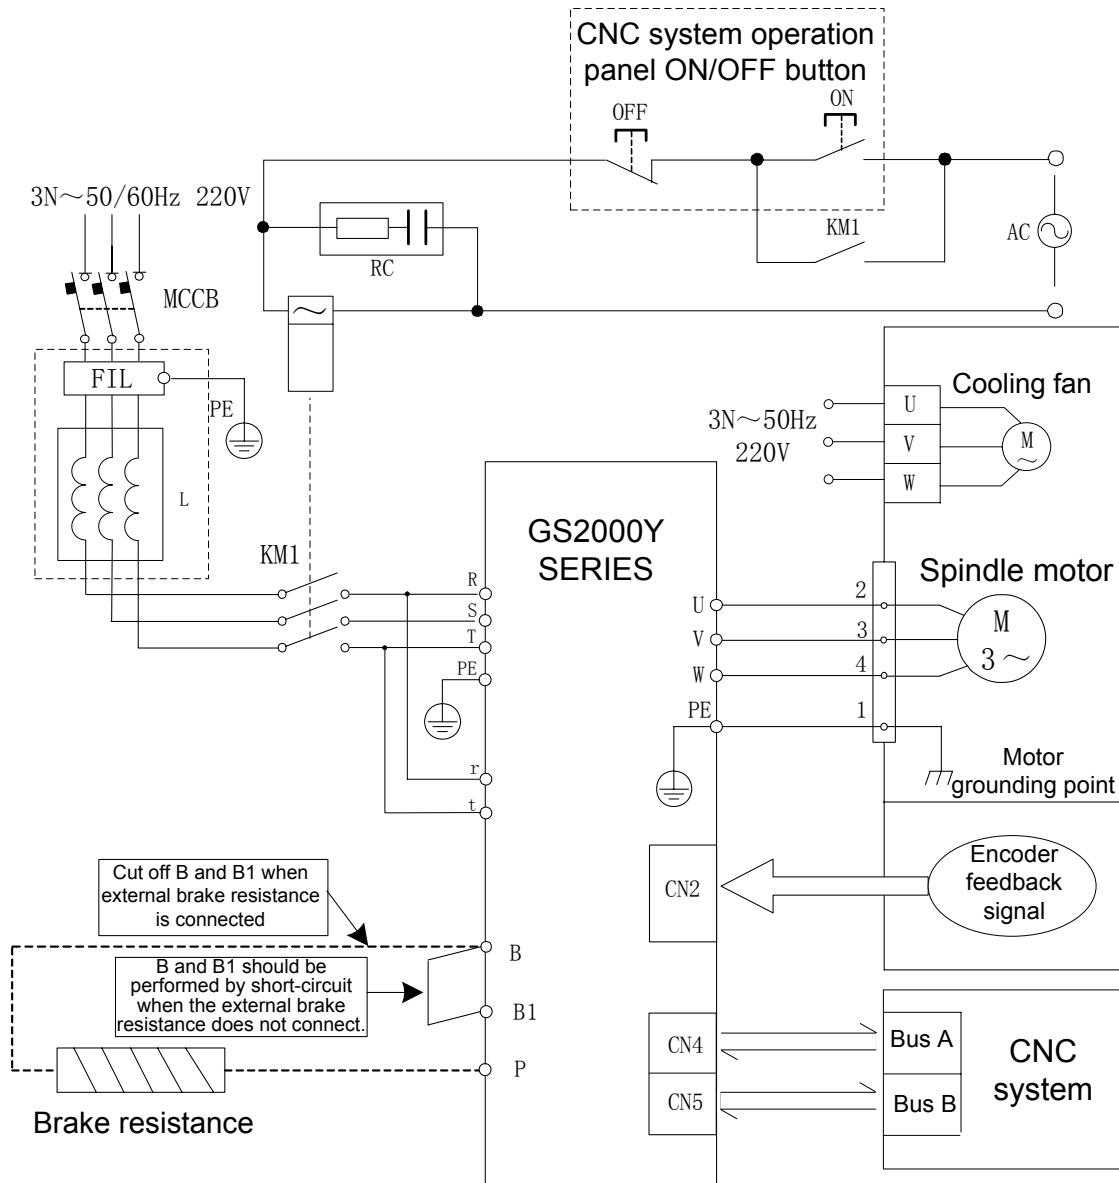 CNC system operation
panel ON/OFF button
OFF
ON
3N～50/60Hz 220V
KM1
AC
RC
MCCB
FIL
PE
L
Cooling fan
3N～50Hz
220V
U
V
W
M
～
GS2000Y
SERIES
KM1
R
S
T
PE
r
t
U
V
W
PE
2
3
4
1
Spindle motor
M
3～
Motor
grounding point
Cut off B and B1 when
external brake resistance
is connected
B and B1 should be
performed by short-circuit
when the external brake
resistance does not connect.
B
B1
P
Brake resistance
CN2
Encoder
feedback
signal
CN4
CN5
Bus A
Bus B
CNC
system